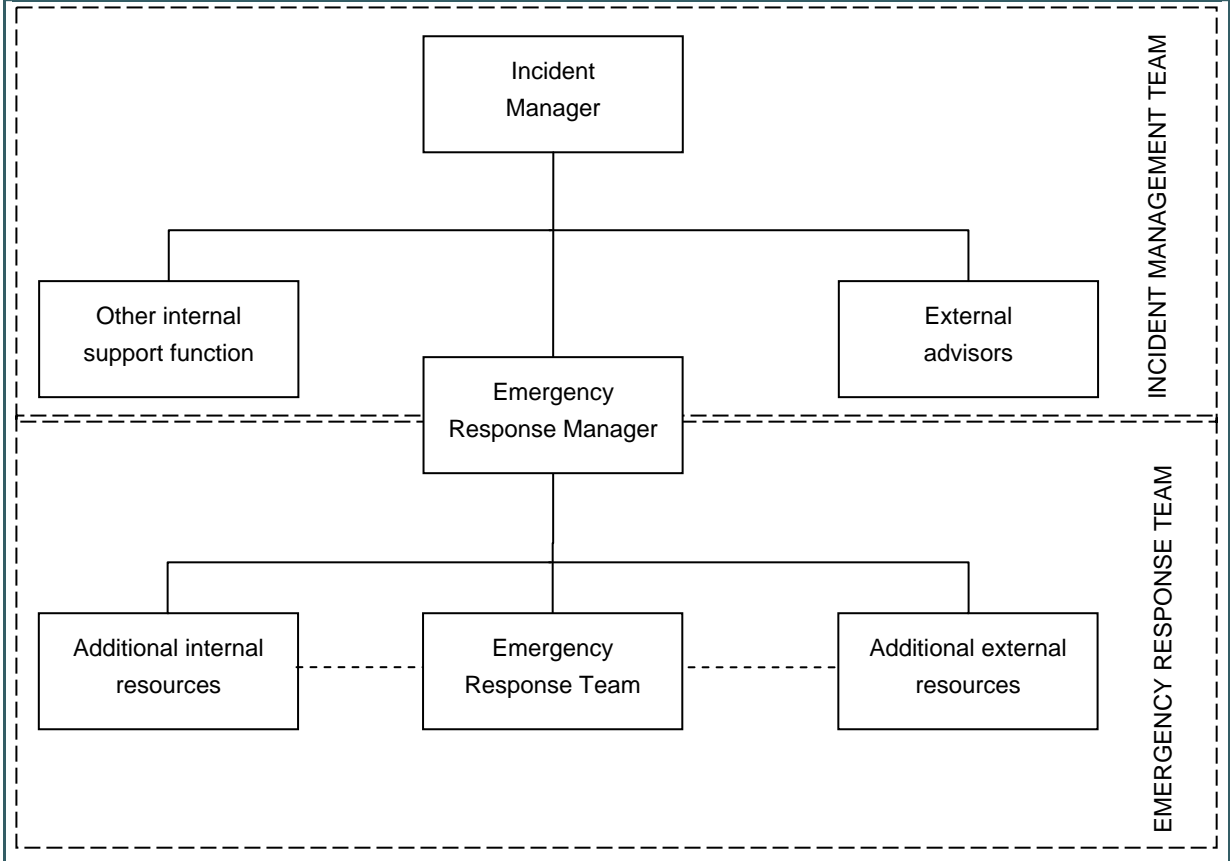 Incident
Manager
INCIDENT MANAGEMENT TEAM
Other internal
support function
External
advisors
Emergency
Response Manager
EMERGENCY RESPONSE TEAM
Additional internal
resources
Emergency
Response Team
Additional external
resources